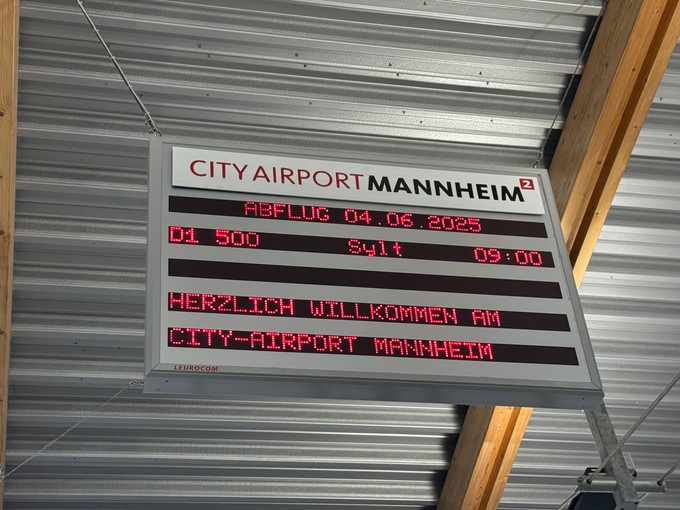 CITY AIRPORT MANNHEIM 2
ABFLUG 04.06.2025
D1 500 Sylt 09:00
HERZLICH WILLKOMMEN AM
CITY-AIRPORT MANNHEIM
LEUROCOM